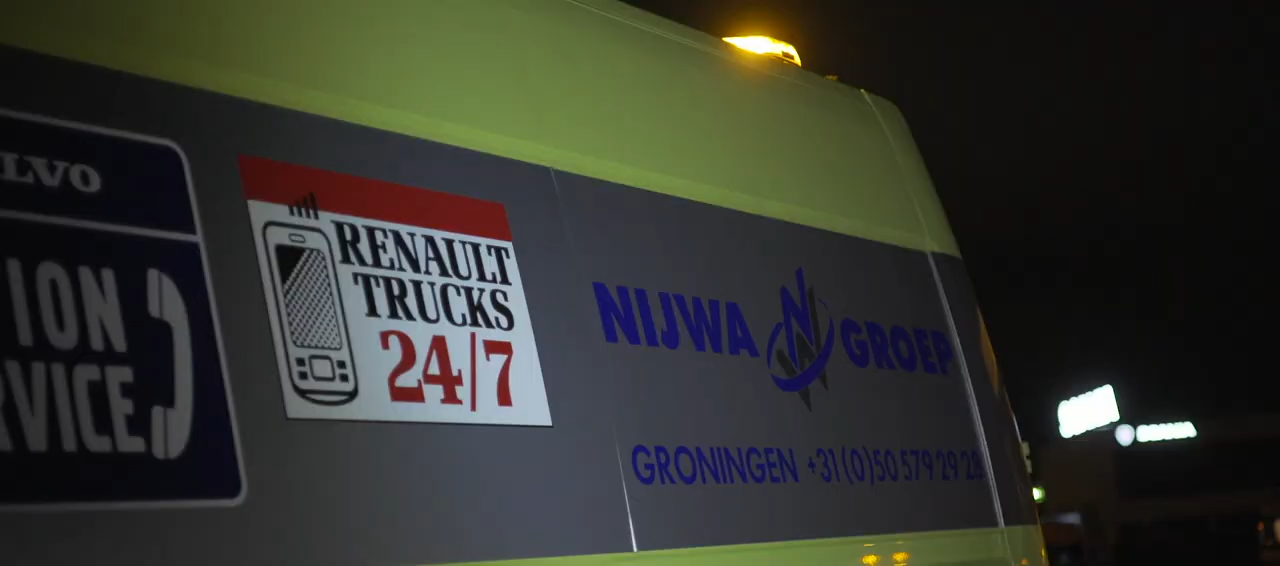 LVO
ION
RVICE
RENAULT
TRUCKS
24/7
NIJWA GROEP
GRONINGEN +31(0)50 579 29 28